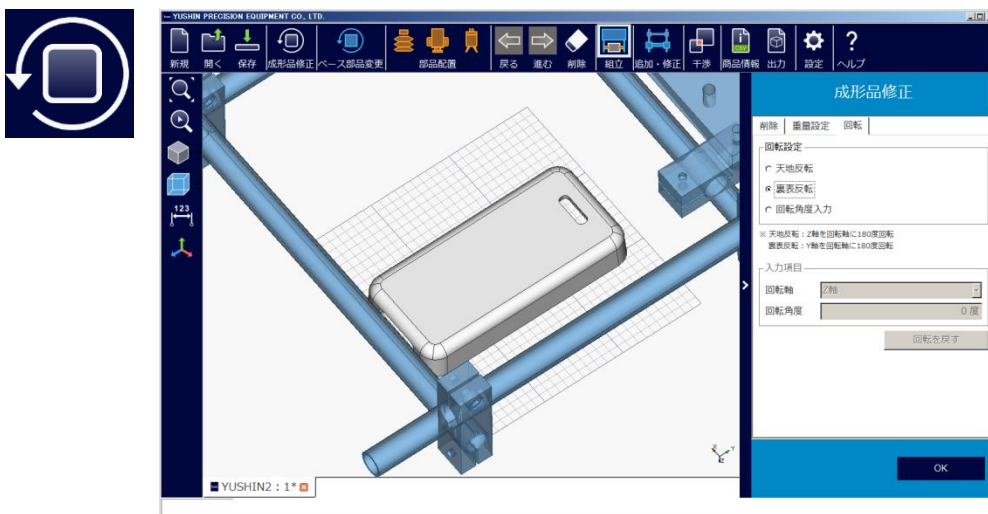 YUSHIN PRECISION EQUIPMENT CO., LTD.
新規 開く 保存 成形品修正 ベース部品変更 部品配置 戻る 進む 削除 組立 追加・修正 干渉 商品情報 出力 設定 ヘルプ
CSV
?
123
成形品修正
削除 重量設定 回転
回転設定
天地反転
裏表反転
回転角度入力
※ 天地反転:Z軸を回転軸に180度回転
裏表反転:Y軸を回転軸に180度回転
入力項目
回転軸 Z軸
回転角度 0 度
回転を戻す
OK
YUSHIN2:1*